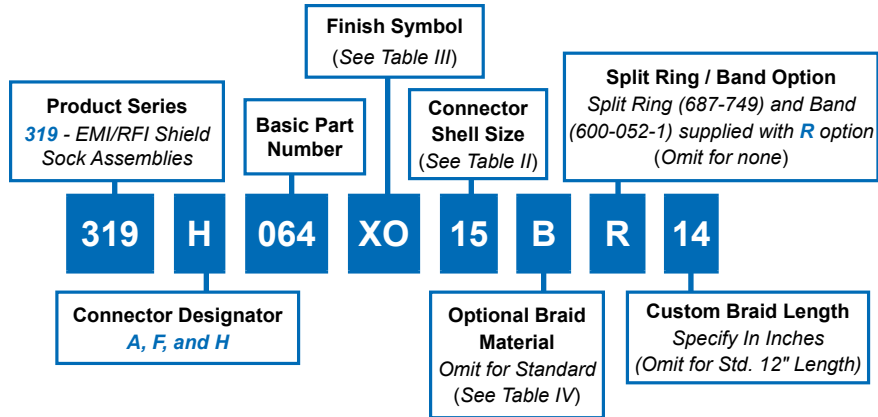 Finish Symbol
(See Table III)
Product Series
319 - EMI/RFI Shield
Sock Assemblies
Basic Part
Number
Connector
Shell Size
(See Table II)
Split Ring / Band Option
Split Ring (687-749) and Band
(600-052-1) supplied with R option
(Omit for none)
319 H 064 XO 15 B R 14
Connector Designator
A, F, and H
Optional Braid
Material
Omit for Standard
(See Table IV)
Custom Braid Length
Specify In Inches
(Omit for Std. 12" Length)